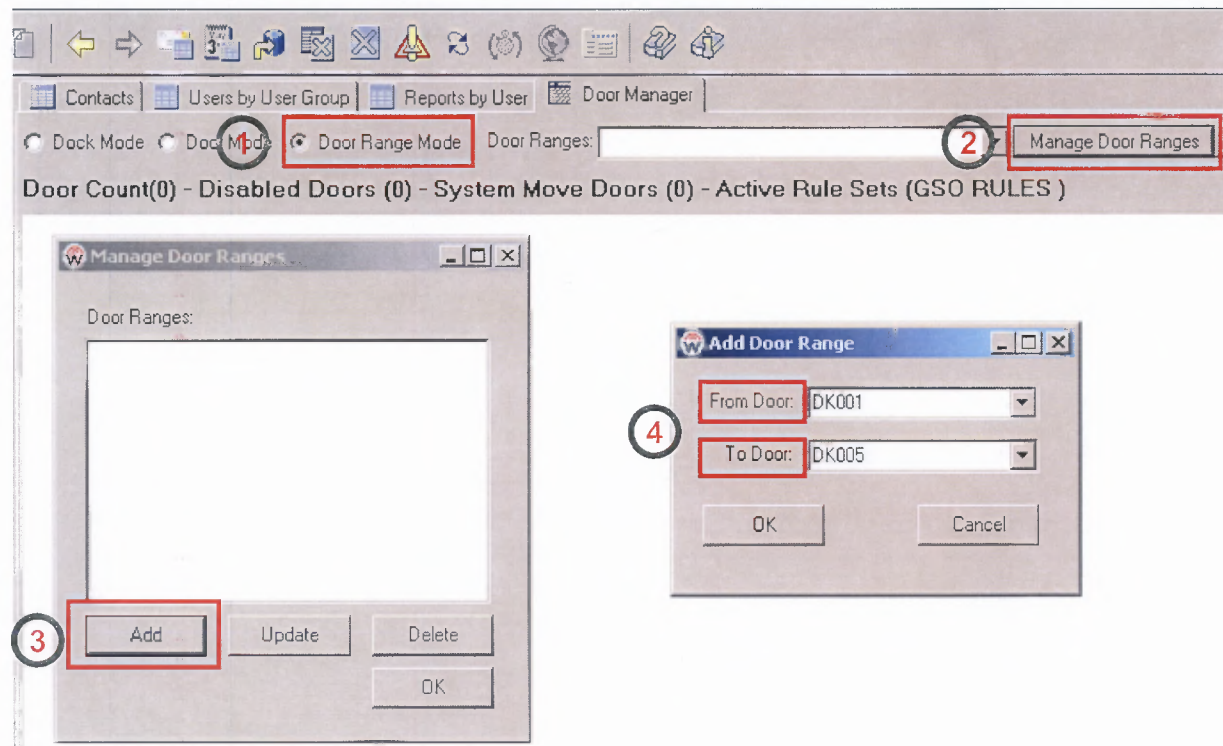 Contacts Users by User Group Reports by User Door Manager
Dock Mode Door Range Mode Door Ranges: Manage Door Ranges
1
2
Door Count(0) - Disabled Doors (0) - System Move Doors (0) - Active Rule Sets (GSO RULES )
Manage Door Ranges
Door Ranges:
3
Add Update Delete
OK
Add Door Range
4
From Door: DK001
To Door: DK005
OK Cancel